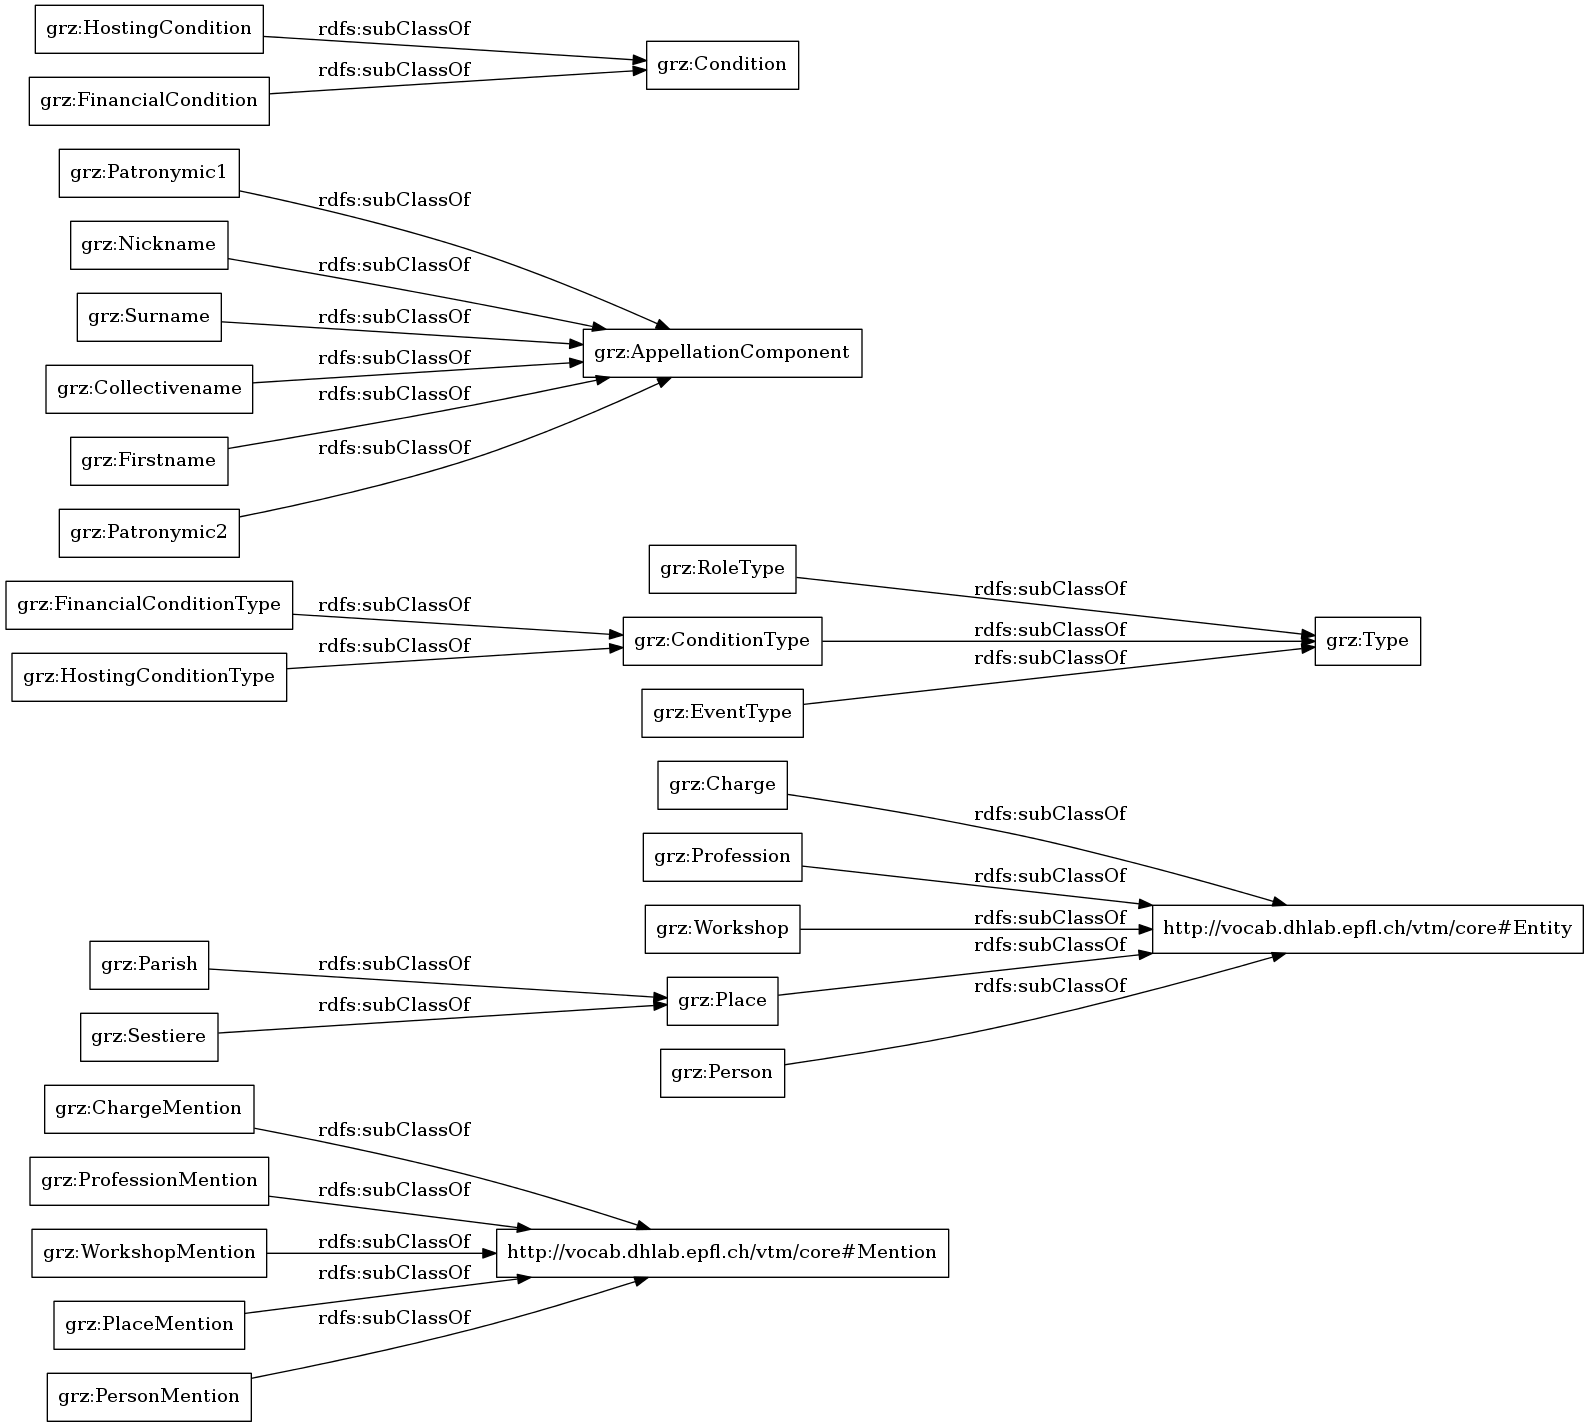 grz:HostingCondition
rdfs:subClassOf
grz:Condition
rdfs:subClassOf
grz:FinancialCondition
grz:Patronymic1
rdfs:subClassOf
grz:Nickname
rdfs:subClassOf
grz:Surname
rdfs:subClassOf
grz:AppellationComponent
rdfs:subClassOf
grz:Collectivename
rdfs:subClassOf
grz:Firstname
rdfs:subClassOf
grz:Patronymic2
grz:RoleType
rdfs:subClassOf
grz:FinancialConditionType
rdfs:subClassOf
grz:ConditionType
rdfs:subClassOf
grz:Type
rdfs:subClassOf
grz:HostingConditionType
rdfs:subClassOf
grz:EventType
grz:Charge
rdfs:subClassOf
grz:Profession
rdfs:subClassOf
grz:Workshop
rdfs:subClassOf
http://vocab.dhlab.epfl.ch/vtm/core#Entity
rdfs:subClassOf
grz:Parish
rdfs:subClassOf
grz:Place
rdfs:subClassOf
rdfs:subClassOf
grz:Sestiere
grz:Person
grz:ChargeMention
rdfs:subClassOf
grz:ProfessionMention
rdfs:subClassOf
grz:WorkshopMention
rdfs:subClassOf
http://vocab.dhlab.epfl.ch/vtm/core#Mention
rdfs:subClassOf
grz:PlaceMention
rdfs:subClassOf
grz:PersonMention